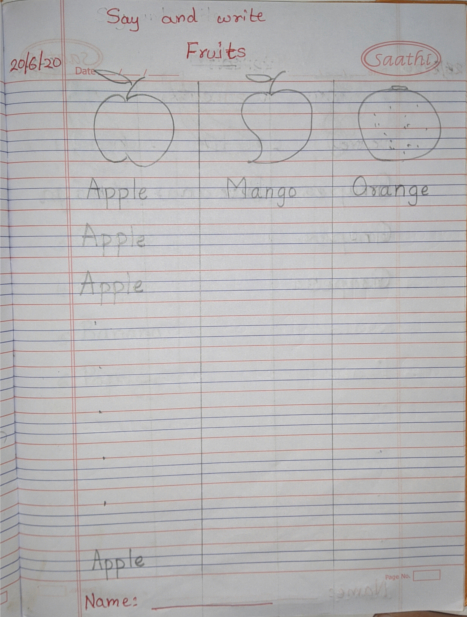 Say and write
Fruits
20/6/20
Saathi
Date
Apple Mango Orange
Apple
Apple
Apple
Page No.
Name: